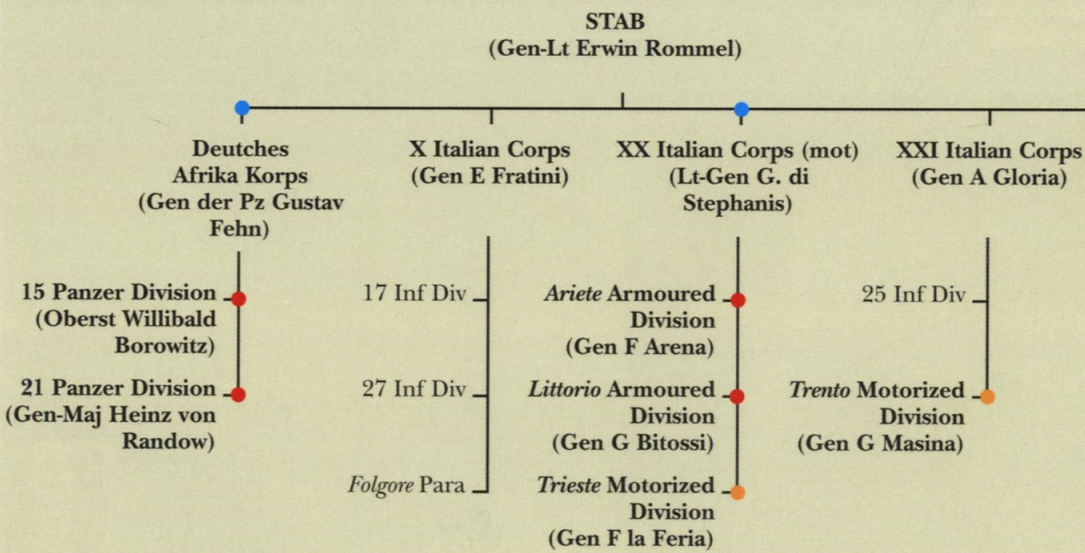 STAB
(Gen-Lt Erwin Rommel)
Deutches
Afrika Korps
(Gen der Pz Gustav
Fehn)
X Italian Corps
(Gen E Fratini)
XX Italian Corps (mot)
(Lt-Gen G. di
Stephanis)
XXI Italian Corps
(Gen A Gloria)
15 Panzer Division
(Oberst Willibald
Borowitz)
21 Panzer Division
(Gen-Maj Heinz von
Randow)
17 Inf Div
27 Inf Div
Folgore Para
Ariete Armoured
Division
(Gen F Arena)
Littorio Armoured
Division
(Gen G Bitossi)
Trieste Motorized
Division
(Gen F la Feria)
25 Inf Div
Trento Motorized
Division
(Gen G Masina)